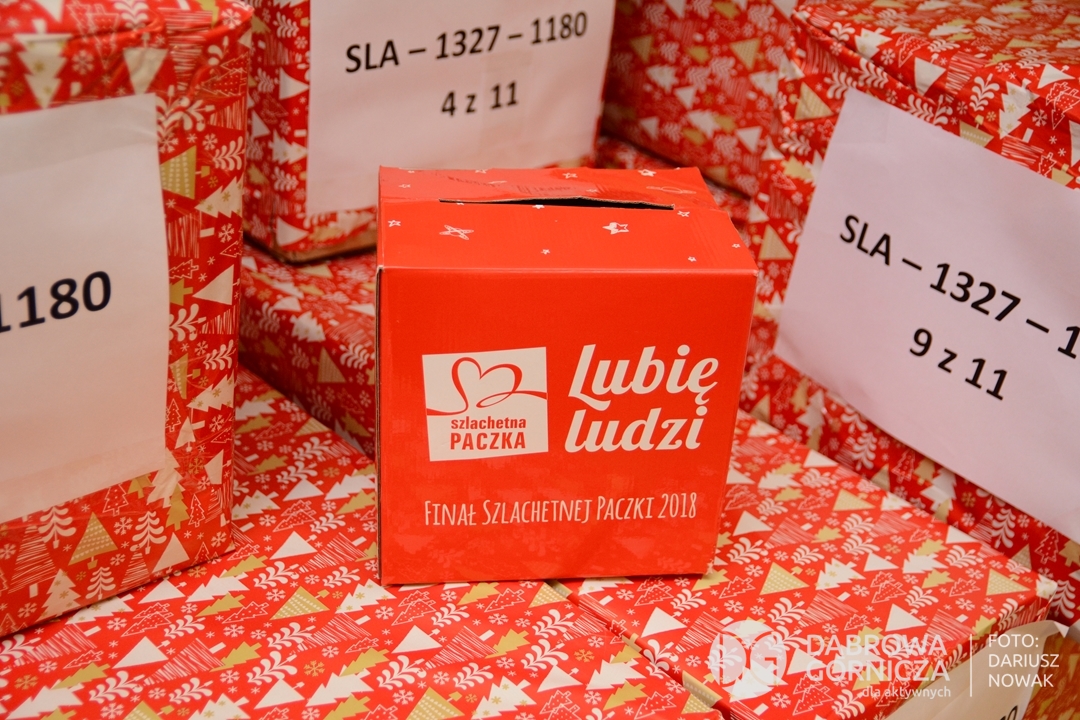 SLA – 1327 – 1180
4 z 11
1180
SLA – 1327 – 1
9 z 11
szlachetna
PACZKA
Lubię
ludzi
Finał Szlachetnej Paczki 2018
DG
DĄBROWA
GÓRNICZA
dla aktywnych
FOTO:
DARIUSZ
NOWAK